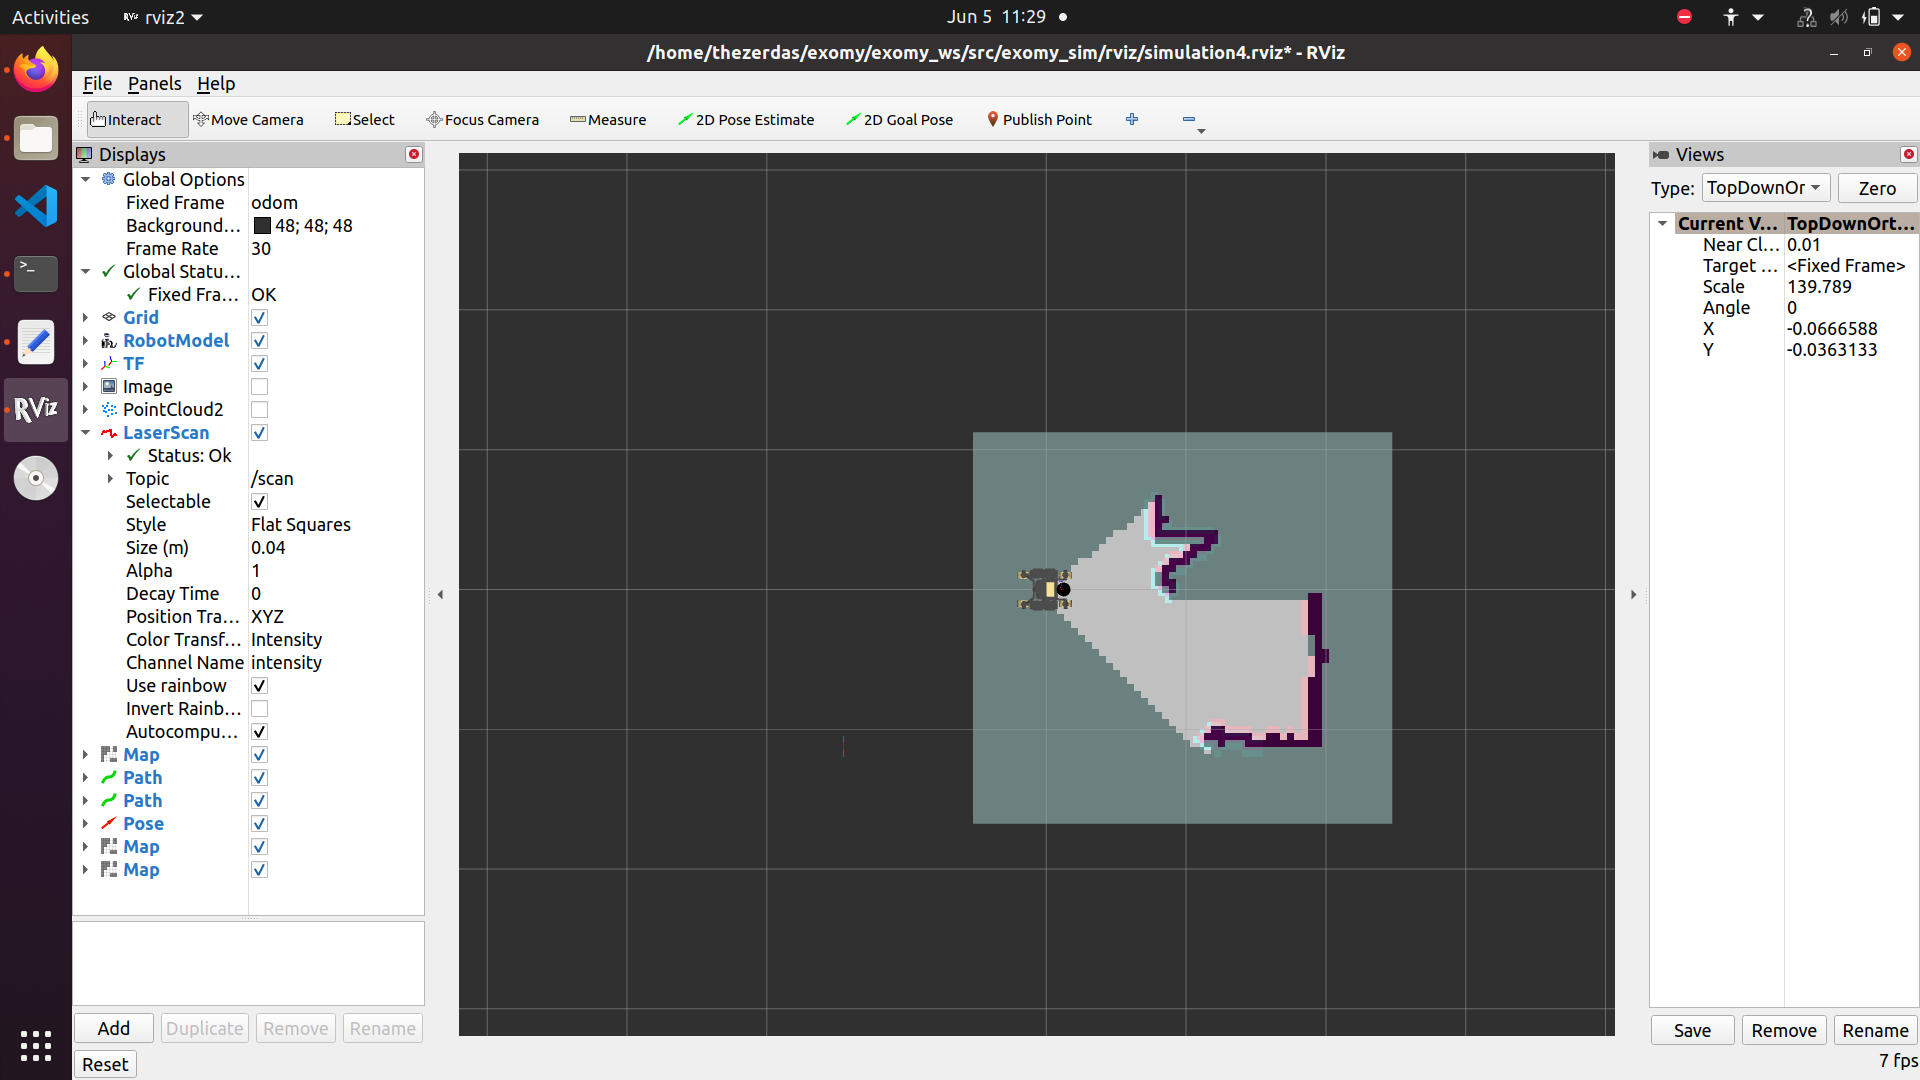 Activities
RViz rviz2
Jun 5 11:29
/home/thezerdas/exomy/exomy_ws/src/exomy_sim/rviz/simulation4.rviz* - RViz
File Panels Help
Interact Move Camera Select Focus Camera Measure 2D Pose Estimate 2D Goal Pose Publish Point
Displays
Global Options
Fixed Frame odom
Background... 48; 48; 48
Frame Rate 30
Global Statu...
Fixed Fra... OK
Grid
RobotModel
TF
Image
PointCloud2
LaserScan
Status: Ok
Topic /scan
Selectable
Style Flat Squares
Size (m) 0.04
Alpha 1
Decay Time 0
Position Tra... XYZ
Color Transf... Intensity
Channel Name intensity
Use rainbow
Invert Rainb...
Autocompu...
Map
Path
Path
Pose
Map
Map
Add Duplicate Remove Rename
Reset
RViz
Views
Type: TopDownOr Zero
Current V... TopDownOrt...
Near Cl... 0.01
Target ... <Fixed Frame>
Scale 139.789
Angle 0
X -0.0666588
Y -0.0363133
Save Remove Rename
7 fps